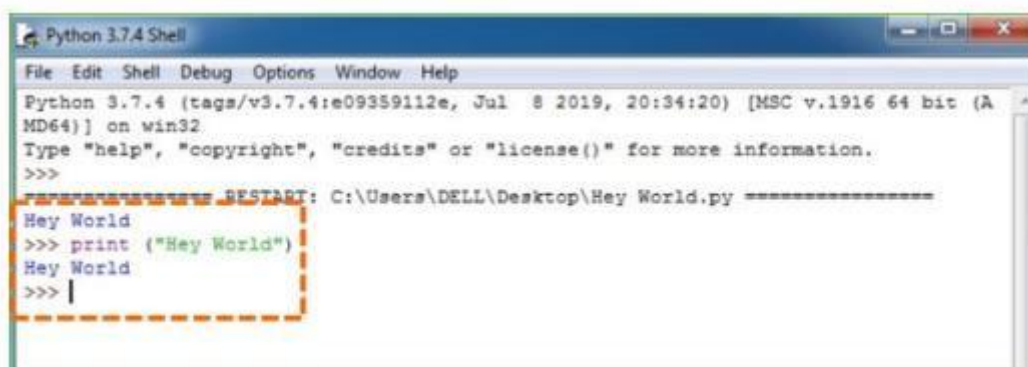 Python 3.7.4 Shell
File Edit Shell Debug Options Window Help
Python 3.7.4 (tags/v3.7.4:e09359112e, Jul  8 2019, 20:34:20) [MSC v.1916 64 bit (A
MD64)] on win32
Type "help", "copyright", "credits" or "license()" for more information.
>>>
================ RESTART: C:\Users\DELL\Desktop\Hey World.py ================
Hey World
>>> print ("Hey World")
Hey World
>>>